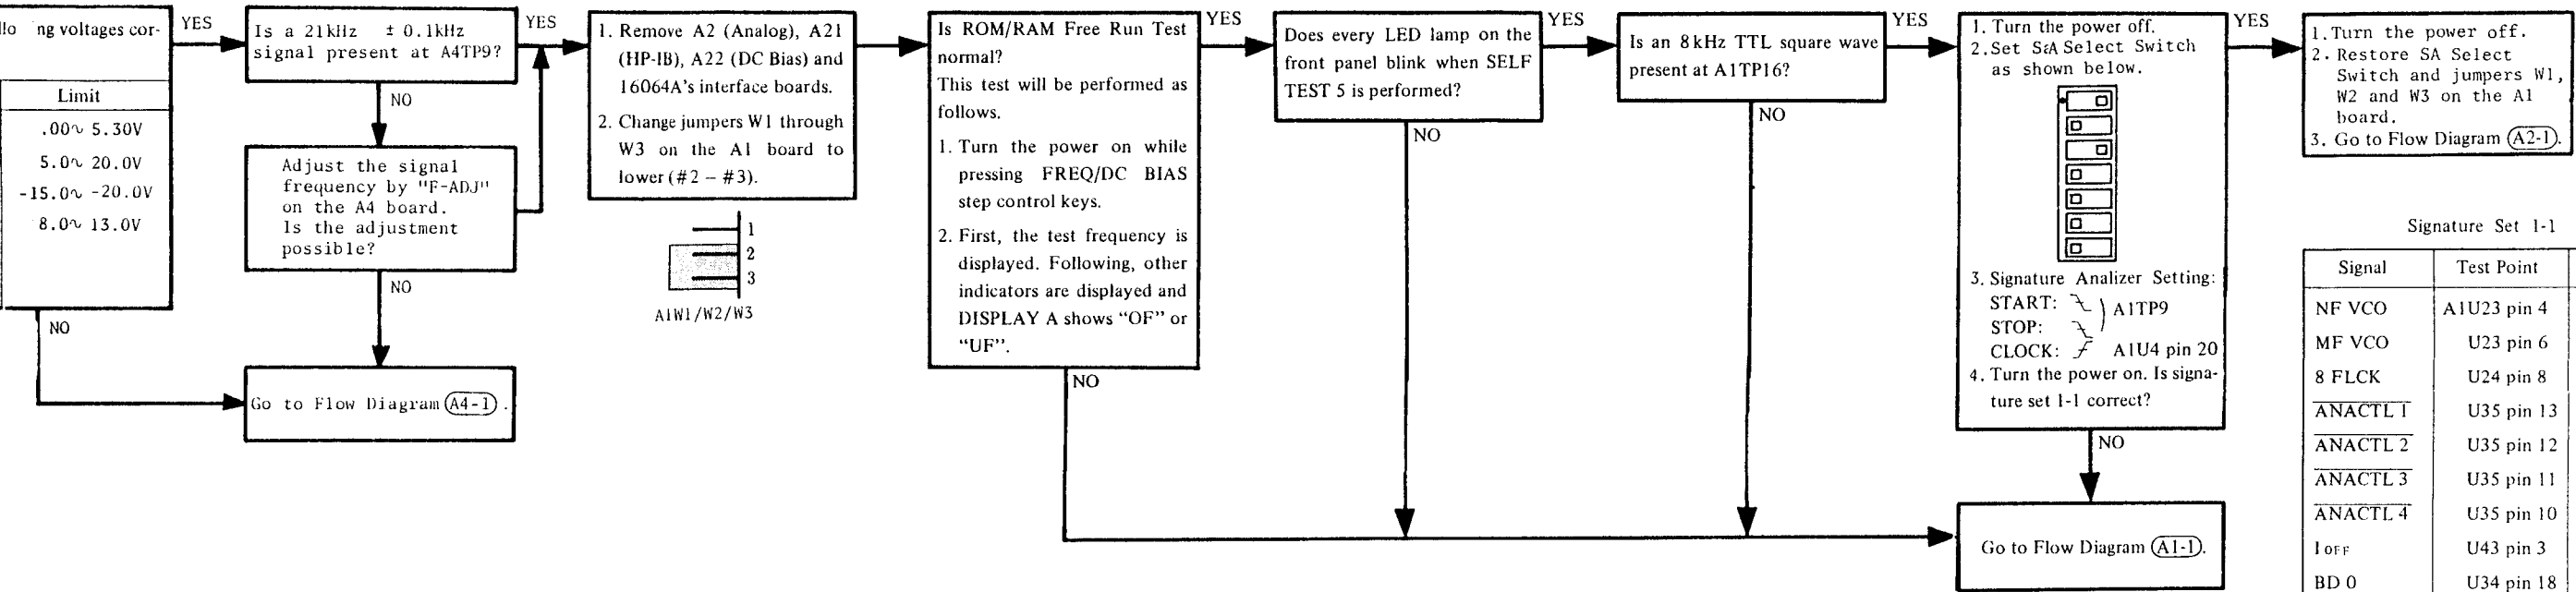 ng voltages cor-
YES
Limit
.00~ 5.30V
5.0~ 20.0V
-15.0~ -20.0V
8.0~ 13.0V
NO
Is a 21kHz ± 0.1kHz
signal present at A4TP9?
YES
NO
Adjust the signal
frequency by "F-ADJ"
on the A4 board.
Is the adjustment
possible?
NO
Go to Flow Diagram (A4-1).
1. Remove A2 (Analog), A21
(HP-IB), A22 (DC Bias) and
16064A's interface boards.
2. Change jumpers W1 through
W3 on the A1 board to
lower (#2 – #3).
1
2
3
A1W1/W2/W3
Is ROM/RAM Free Run Test
normal?
This test will be performed as
follows.
1. Turn the power on while
pressing FREQ/DC BIAS
step control keys.
2. First, the test frequency is
displayed. Following, other
indicators are displayed and
DISPLAY A shows “OF” or
“UF”.
YES
NO
Does every LED lamp on the
front panel blink when SELF
TEST 5 is performed?
YES
NO
Is an 8kHz TTL square wave
present at A1TP16?
YES
NO
1. Turn the power off.
2. Set S&A Select Switch
as shown below.
3. Signature Analizer Setting:
START: A1TP9
STOP:
CLOCK: A1U4 pin 20
4. Turn the power on. Is signa-
ture set 1-1 correct?
YES
NO
Go to Flow Diagram (A1-1).
1. Turn the power off.
2. Restore SA Select
Switch and jumpers W1,
W2 and W3 on the A1
board.
3. Go to Flow Diagram (A2-1).
Signature Set 1-1
Signal Test Point
NF VCO A1U23 pin 4
MF VCO U23 pin 6
8 FLCK U24 pin 8
ANACTL 1 U35 pin 13
ANACTL 2 U35 pin 12
ANACTL 3 U35 pin 11
ANACTL 4 U35 pin 10
IOFF U43 pin 3
BD 0 U34 pin 18